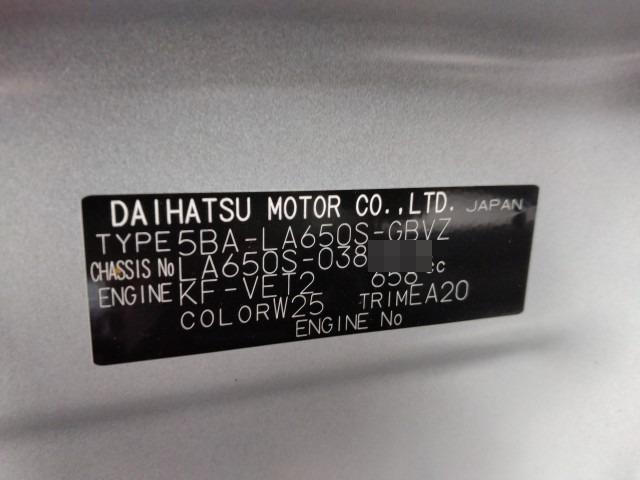 DAIHATSU MOTOR CO.,LTD. JAPAN
TYPE 5BA-LA650S-GBVZ
CHASSIS No LA650S-038
ENGINE KF-VET2 658cc
COLOR W25 TRIM EA20
ENGINE No